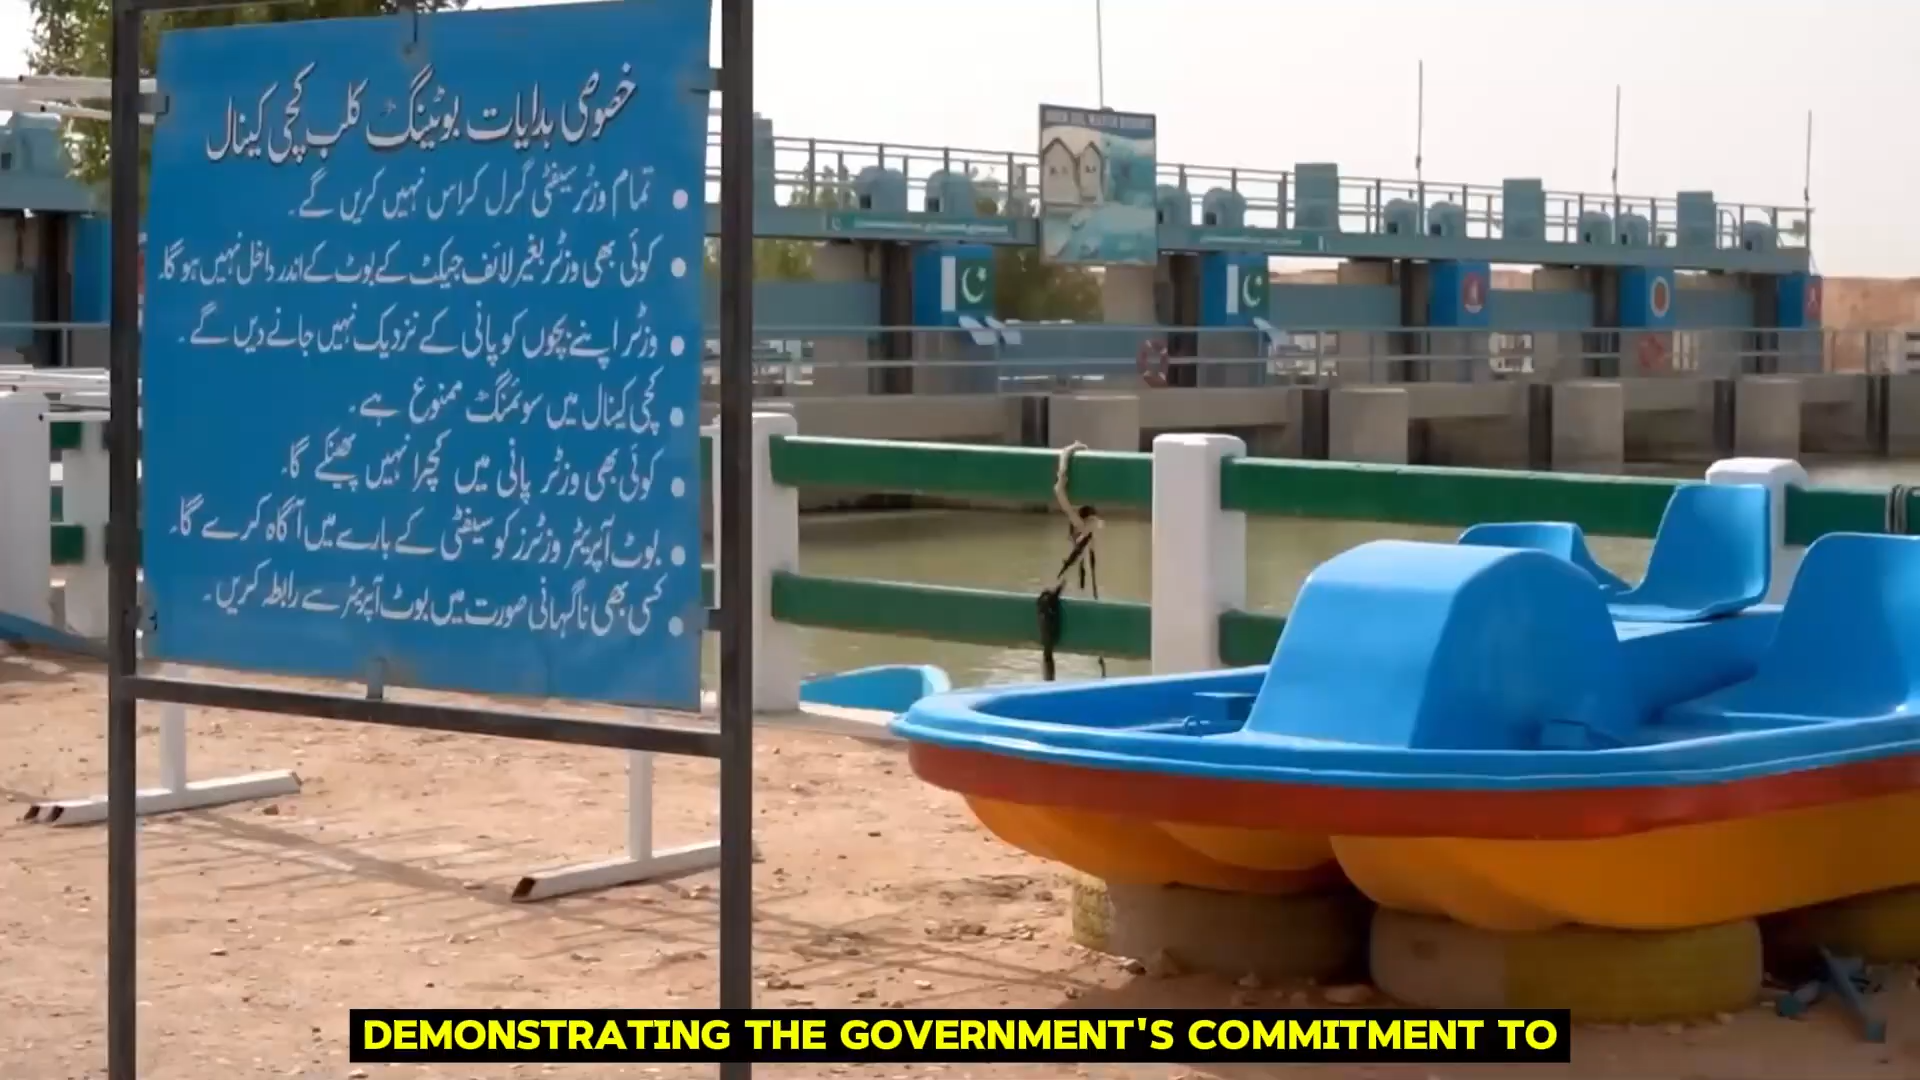 خصوصی ہدایات بوٹینگ کلب کچھی کینال
تمام وزٹر سیفٹی گرل کراس نہیں کریں گے۔
کوئی بھی وزٹر بغیر لائف جیکٹ کے بوٹ کے اندر داخل نہیں ہو گا۔
وزٹر اپنے بچوں کو پانی کے نزدیک نہیں جانے دیں گے۔
کچھی کینال میں سوئمنگ ممنوع ہے۔
کوئی بھی وزٹر پانی میں کچرا نہیں پھینکے گا۔
بوٹ آپریٹر وزٹرز کو سیفٹی کے بارے میں آگاہ کرے گا۔
کسی بھی ناگہانی صورت میں بوٹ آپریٹر سے رابطہ کریں۔
DEMONSTRATING THE GOVERNMENT'S COMMITMENT TO